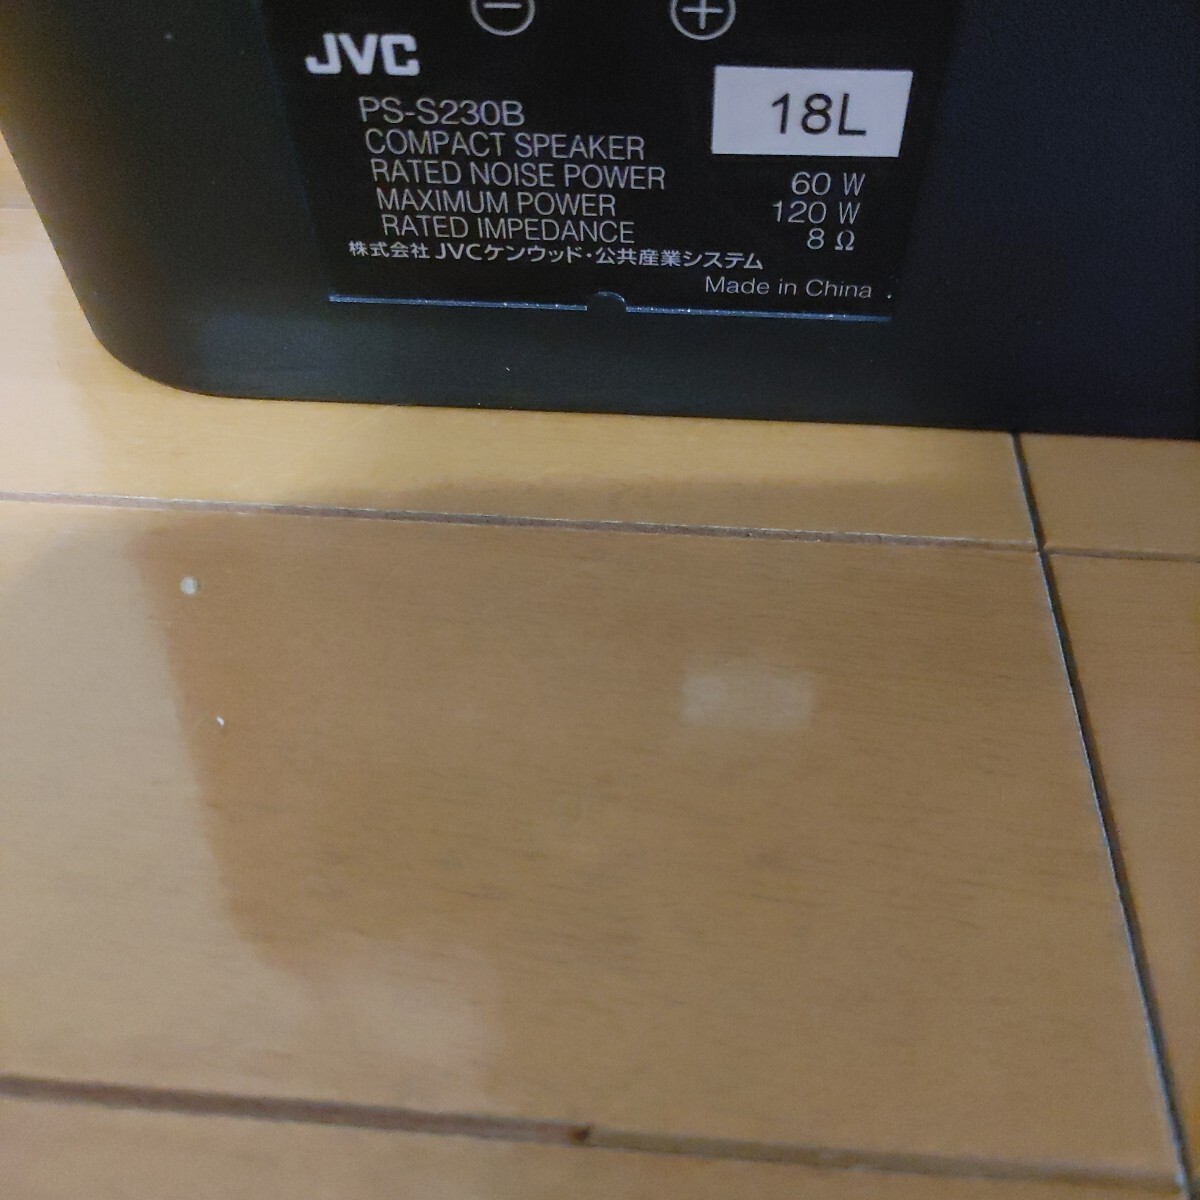 − +
JVC
18L
PS-S230B
COMPACT SPEAKER
RATED NOISE POWER 60 W
MAXIMUM POWER 120 W
RATED IMPEDANCE 8 Ω
株式会社 JVCケンウッド・公共産業システム
Made in China